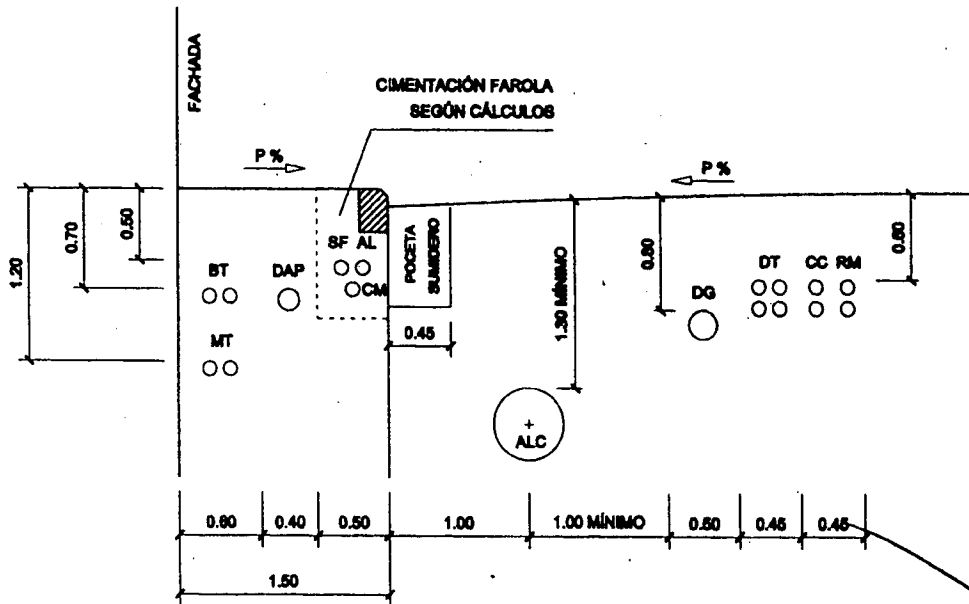 FACHADA
CIMENTACIÓN FAROLA
SEGÚN CÁLCULOS
P %
P %
1.20
0.70
0.50
BT
DAP
SF AL
CM
MT
POCETA
SUMIDERO
0.45
1.30 MÍNIMO
ALC
0.80
DG
DT
CC
RM
0.60
0.60
0.40
0.50
1.00
1.00 MÍNIMO
0.50
0.45
0.45
1.50